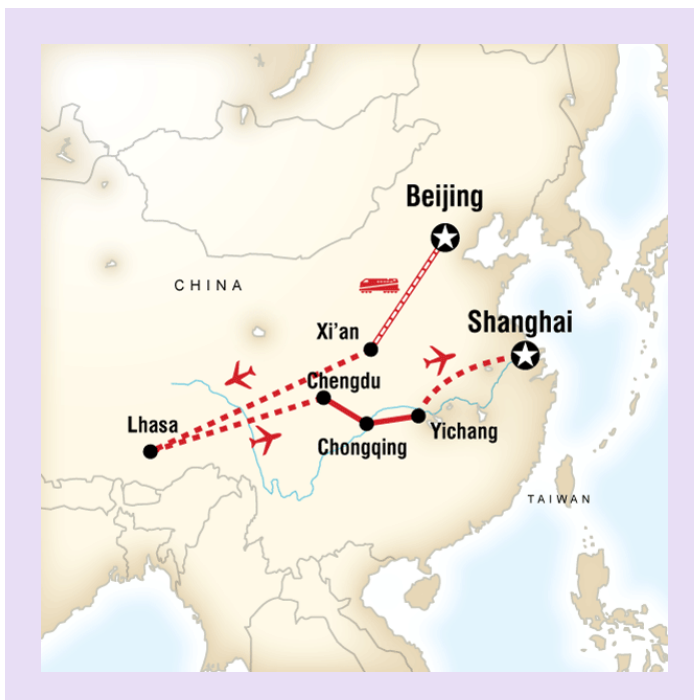 Beijing
CHINA
Shanghai
Xi'an
Chengdu
Lhasa
Chongqing
Yichang
TAIWAN